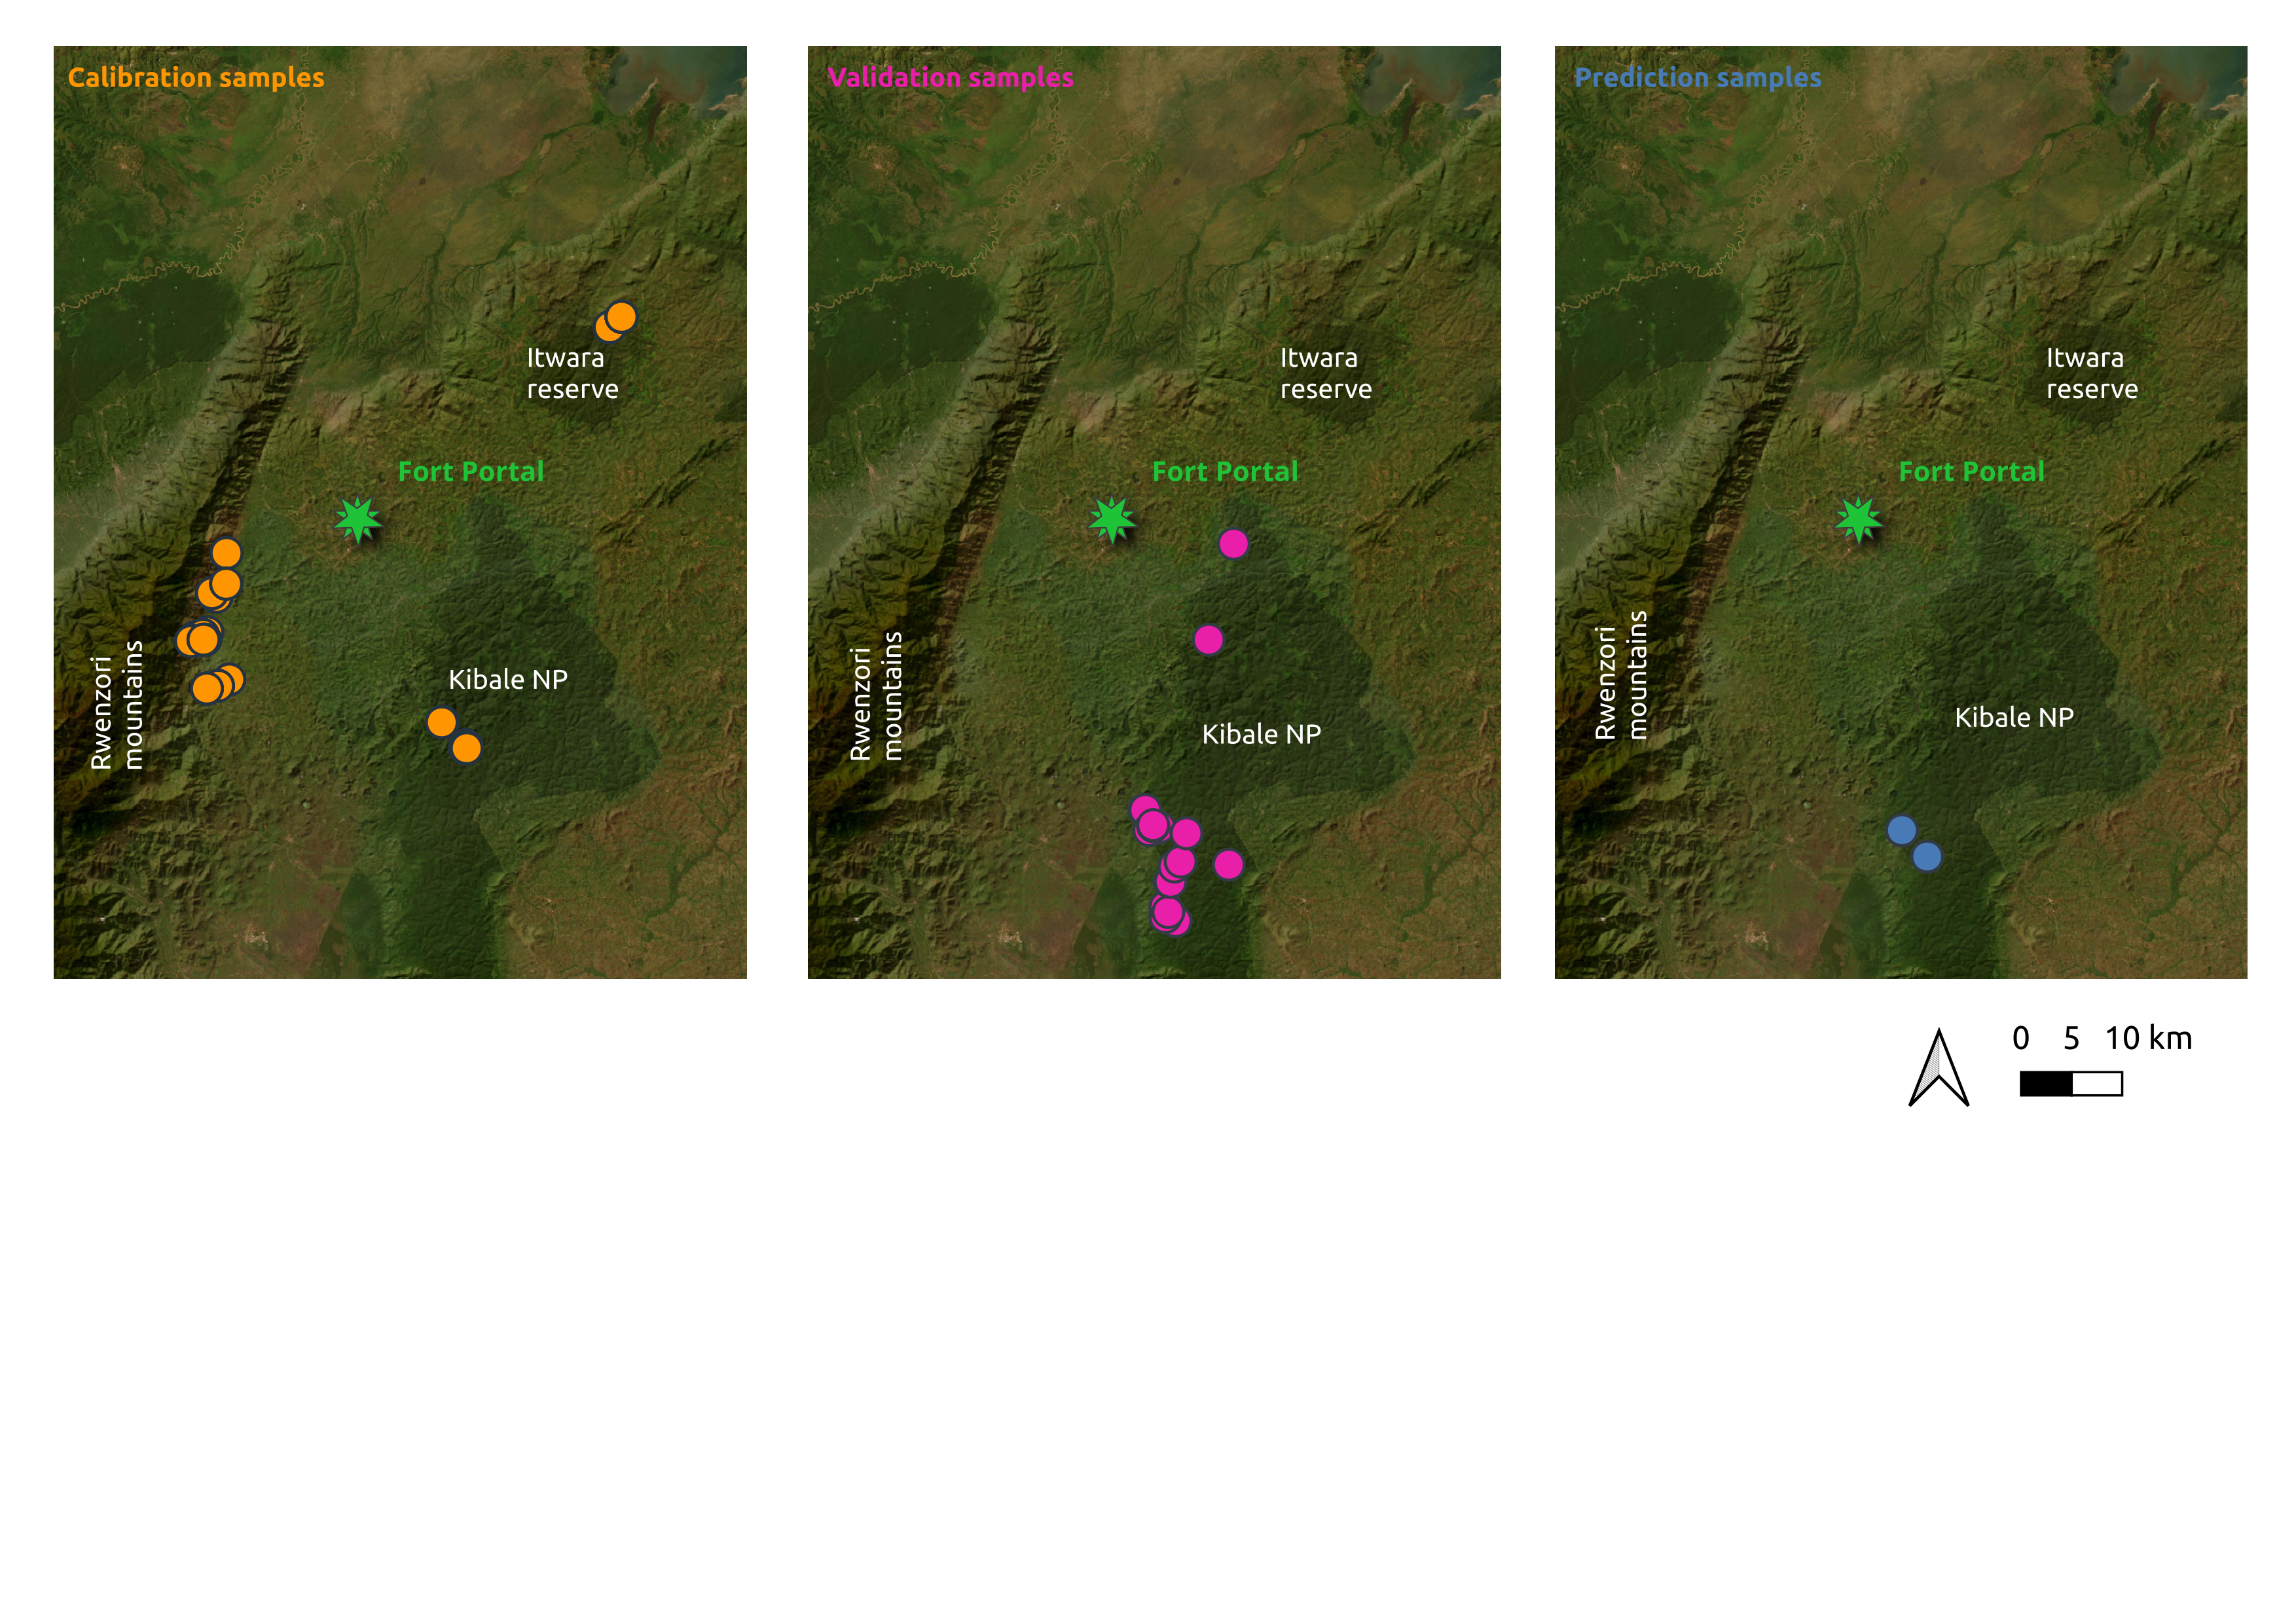 Calibration samples
Itwara
reserve
Fort Portal
Rwenzori
mountains
Kibale NP
Validation samples
Itwara
reserve
Fort Portal
Rwenzori
mountains
Kibale NP
Prediction samples
Itwara
reserve
Fort Portal
Rwenzori
mountains
Kibale NP
0 5 10 km